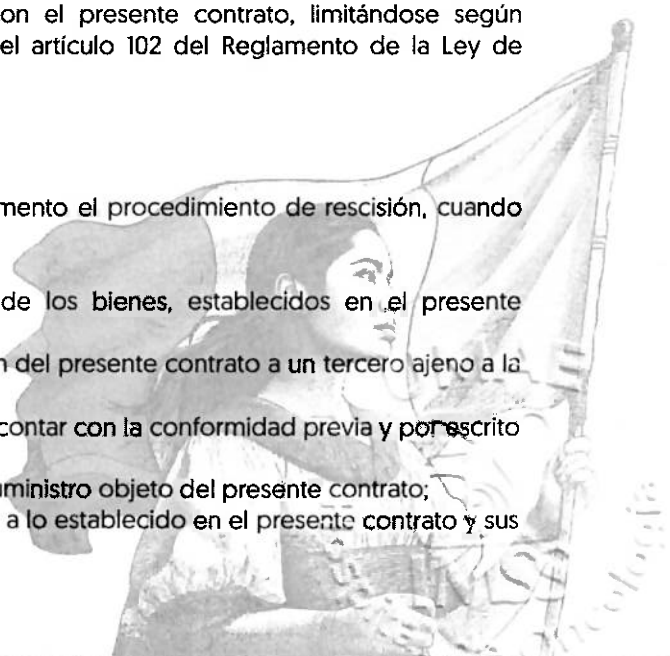 on el presente contrato, limitándose según
el artículo 102 del Reglamento de la Ley de
mento el procedimiento de rescisión, cuando
de los bienes, establecidos en el presente
n del presente contrato a un tercero ajeno a la
contar con la conformidad previa y por escrito
uministro objeto del presente contrato;
a lo establecido en el presente contrato y sus